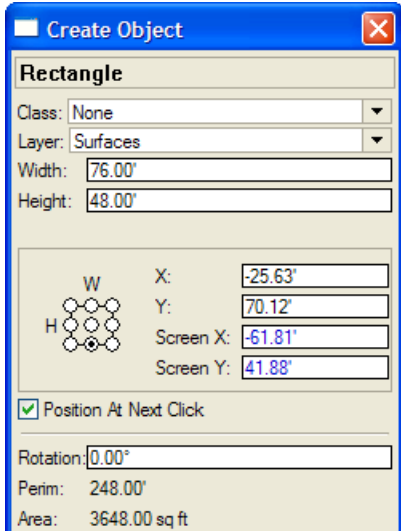 Create Object
Rectangle
Class: None
Layer: Surfaces
Width: 76.00'
Height: 48.00'
W
H
X: -25.63'
Y: 70.12'
Screen X: -61.81'
Screen Y: 41.88'
Position At Next Click
Rotation: 0.00°
Perim: 248.00'
Area: 3648.00 sq ft